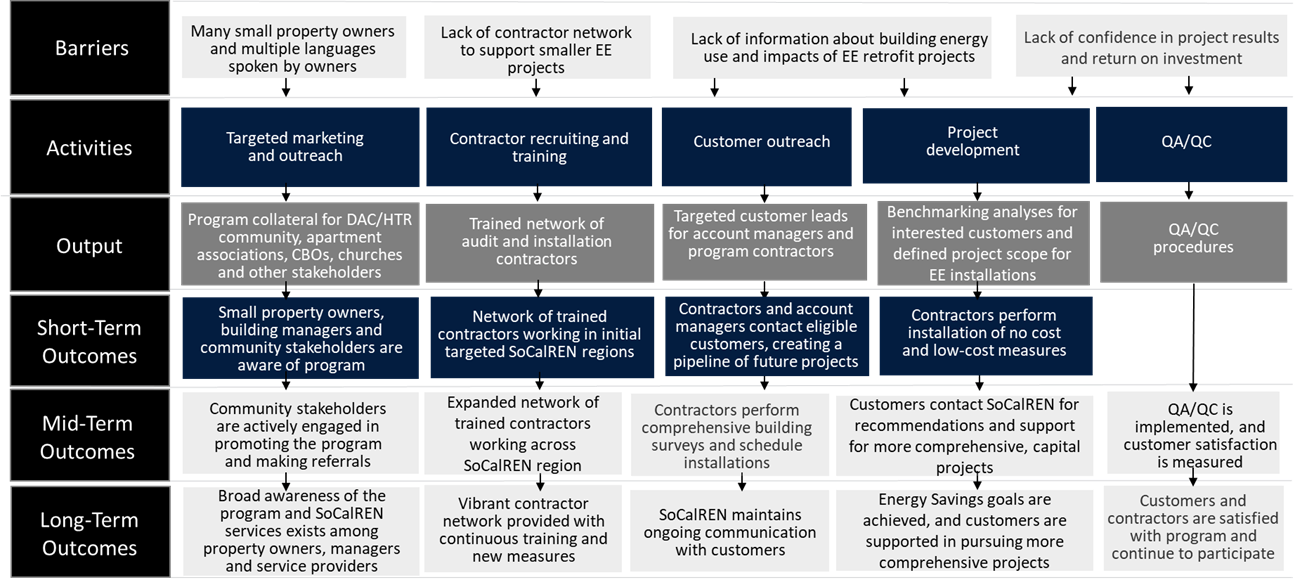 Barriers
Many small property owners
and multiple languages
spoken by owners
Lack of contractor network
to support smaller EE
projects
Lack of information about building energy
use and impacts of EE retrofit projects
Lack of confidence in project results
and return on investment
Activities
Targeted marketing
and outreach
Contractor recruiting and
training
Customer outreach
Project
development
QA/QC
Output
Program collateral for DAC/HTR
community, apartment
associations, CBOs, churches
and other stakeholders
Trained network of
audit and installation
contractors
Targeted customer leads
for account managers and
program contractors
Benchmarking analyses for
interested customers and
defined project scope for
EE installations
QA/QC
procedures
Short-Term
Outcomes
Small property owners,
building managers and
community stakeholders are
aware of program
Network of trained
contractors working in initial
targeted SoCalREN regions
Contractors and account
managers contact eligible
customers, creating a
pipeline of future projects
Contractors perform
installation of no cost
and low-cost measures
Mid-Term
Outcomes
Community stakeholders
are actively engaged in
promoting the program
and making referrals
Expanded network of
trained contractors
working across
SoCalREN region
Contractors perform
comprehensive building
surveys and schedule
installations
Customers contact SoCalREN for
recommendations and support
for more comprehensive, capital
projects
QA/QC is
implemented, and
customer satisfaction
is measured
Long-Term
Outcomes
Broad awareness of the
program and SoCalREN
services exists among
property owners, managers
and service providers
Vibrant contractor
network provided with
continuous training and
new measures
SoCalREN maintains
ongoing communication
with customers
Energy Savings goals are
achieved, and customers are
supported in pursuing more
comprehensive projects
Customers and
contractors are satisfied
with program and
continue to participate